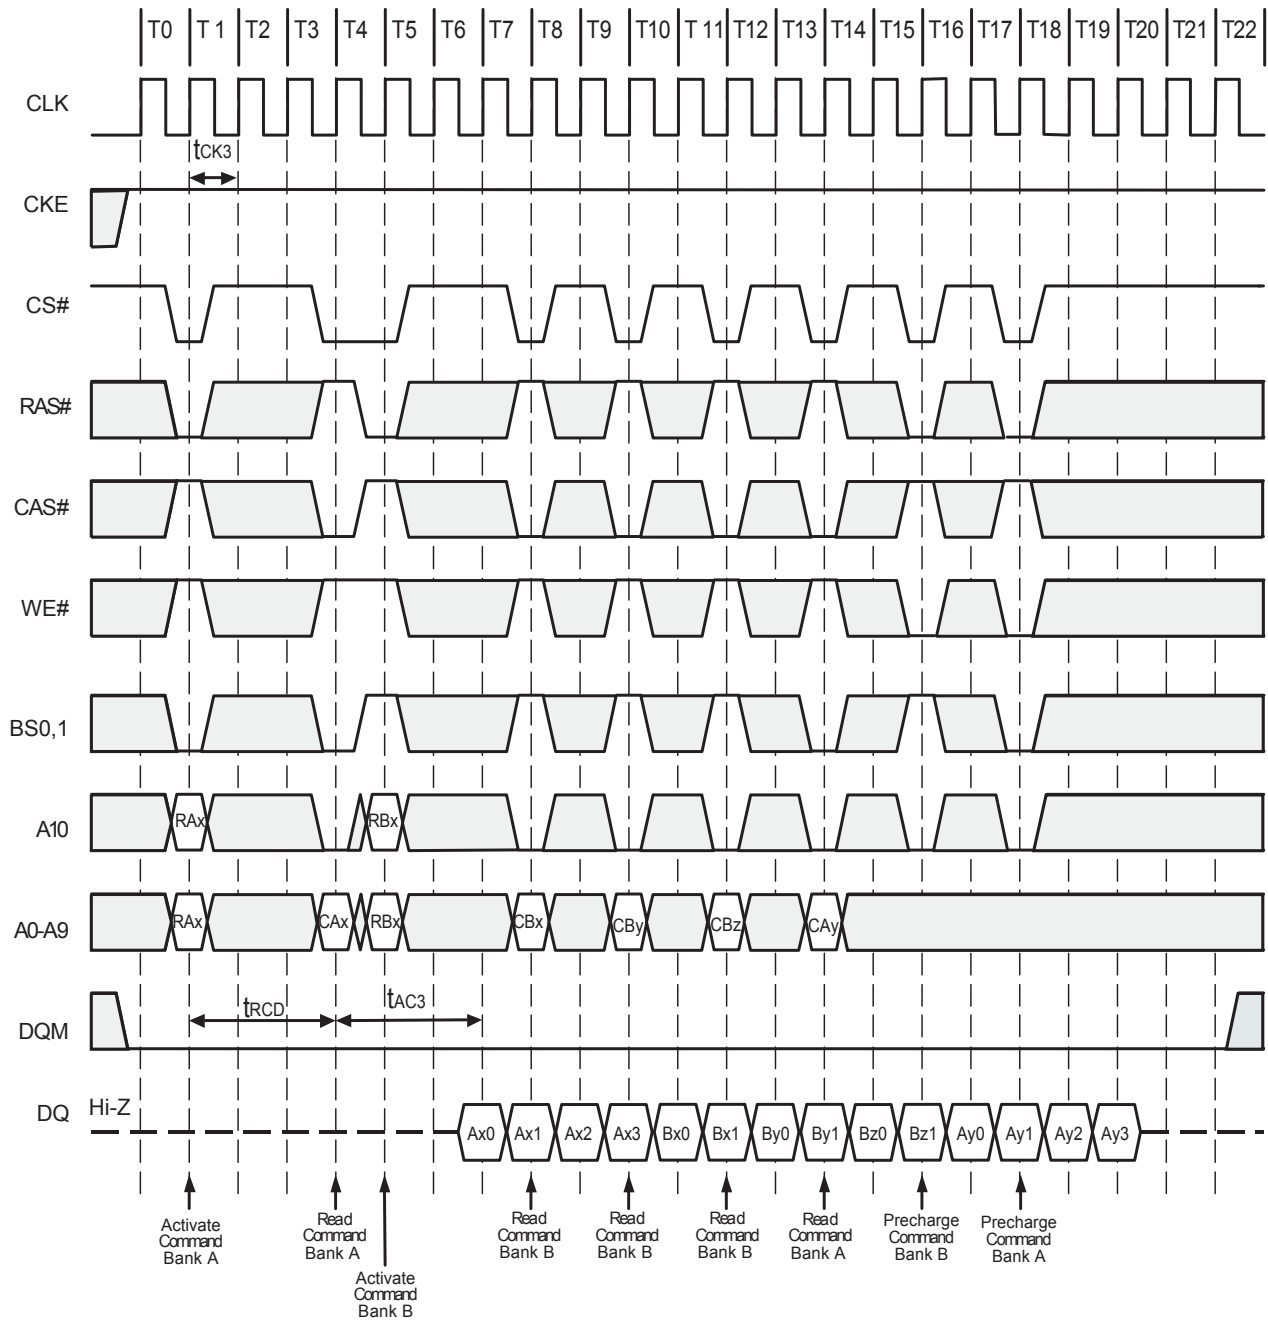 T0 T 1 T2 T3 T4 T5 T6 T7 T8 T9 T10 T 11 T12 T13 T14 T15 T16 T17 T18 T19 T20 T21 T22
CLK
tCK3
CKE
CS#
RAS#
CAS#
WE#
BS0,1
A10 RAx RBx
A0-A9 RAx CAx RBx CBx CBy CBz CAy
tRCD tAC3
DQM
DQ Hi-Z Ax0 Ax1 Ax2 Ax3 Bx0 Bx1 By0 By1 Bz0 Bz1 Ay0 Ay1 Ay2 Ay3
Activate
Command
Bank A
Read
Command
Bank A
Activate
Command
Bank B
Read
Command
Bank B
Read
Command
Bank B
Read
Command
Bank B
Read
Command
Bank A
Precharge
Command
Bank B
Precharge
Command
Bank A